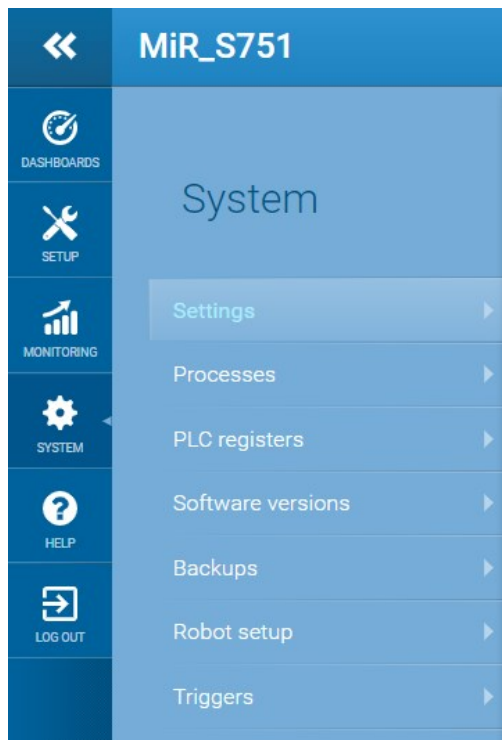 MiR_S751
DASHBOARDS
SETUP
MONITORING
SYSTEM
HELP
LOG OUT
System
Settings
Processes
PLC registers
Software versions
Backups
Robot setup
Triggers